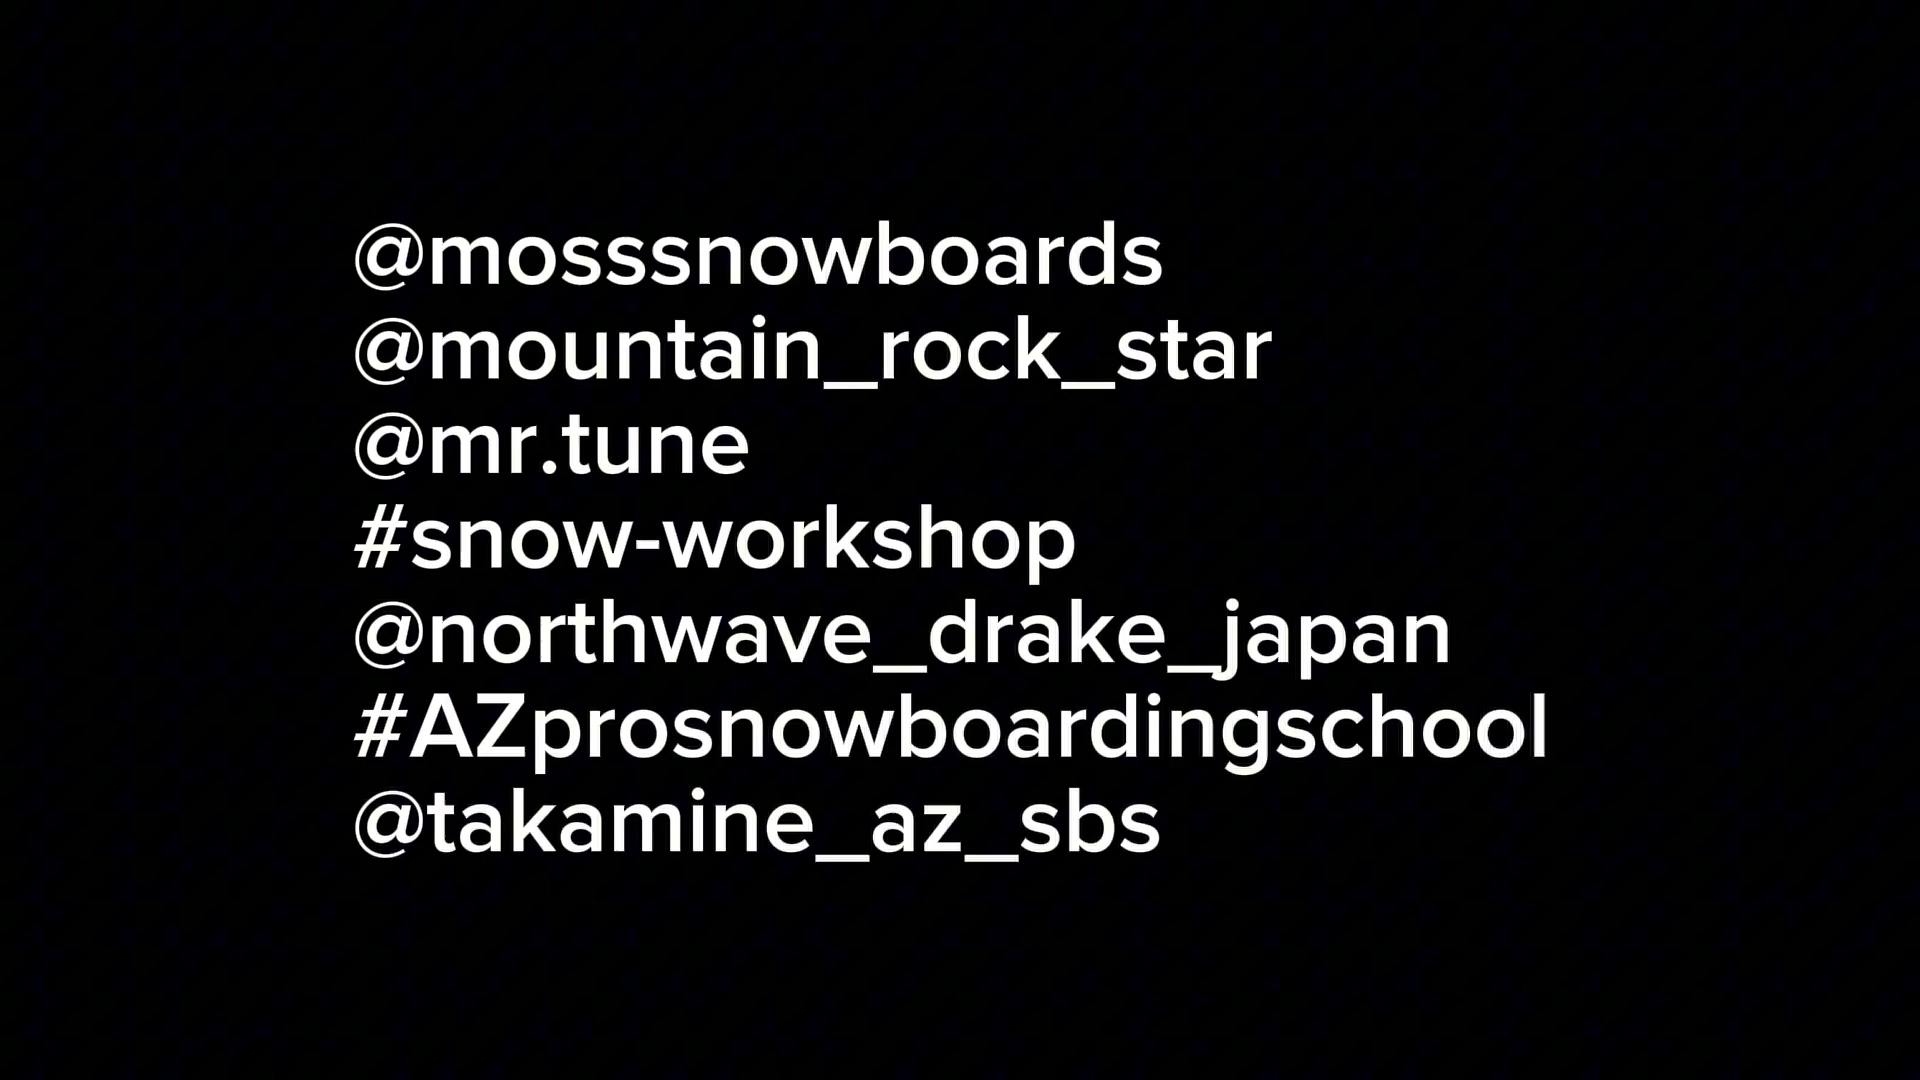 @mosssnowboards
@mountain_rock_star
@mr.tune
#snow-workshop
@northwave_drake_japan
#AZprosnowboardingschool
@takamine_az_sbs